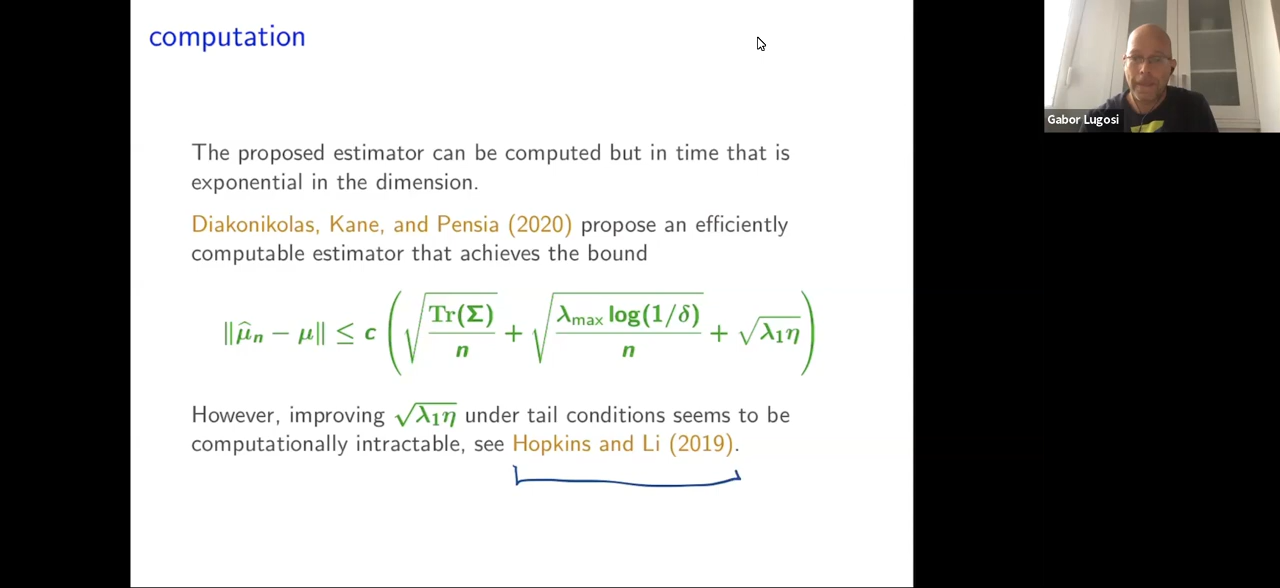 computation
The proposed estimator can be computed but in time that is
exponential in the dimension.
Diakonikolas, Kane, and Pensia (2020) propose an efficiently
computable estimator that achieves the bound
‖μ̂ₙ − μ‖ ≤ c ( √(Tr(Σ)/n) + √(λmax log(1/δ)/n) + √(λ₁η) )
However, improving √(λ₁η) under tail conditions seems to be
computationally intractable, see Hopkins and Li (2019).
Gabor Lugosi